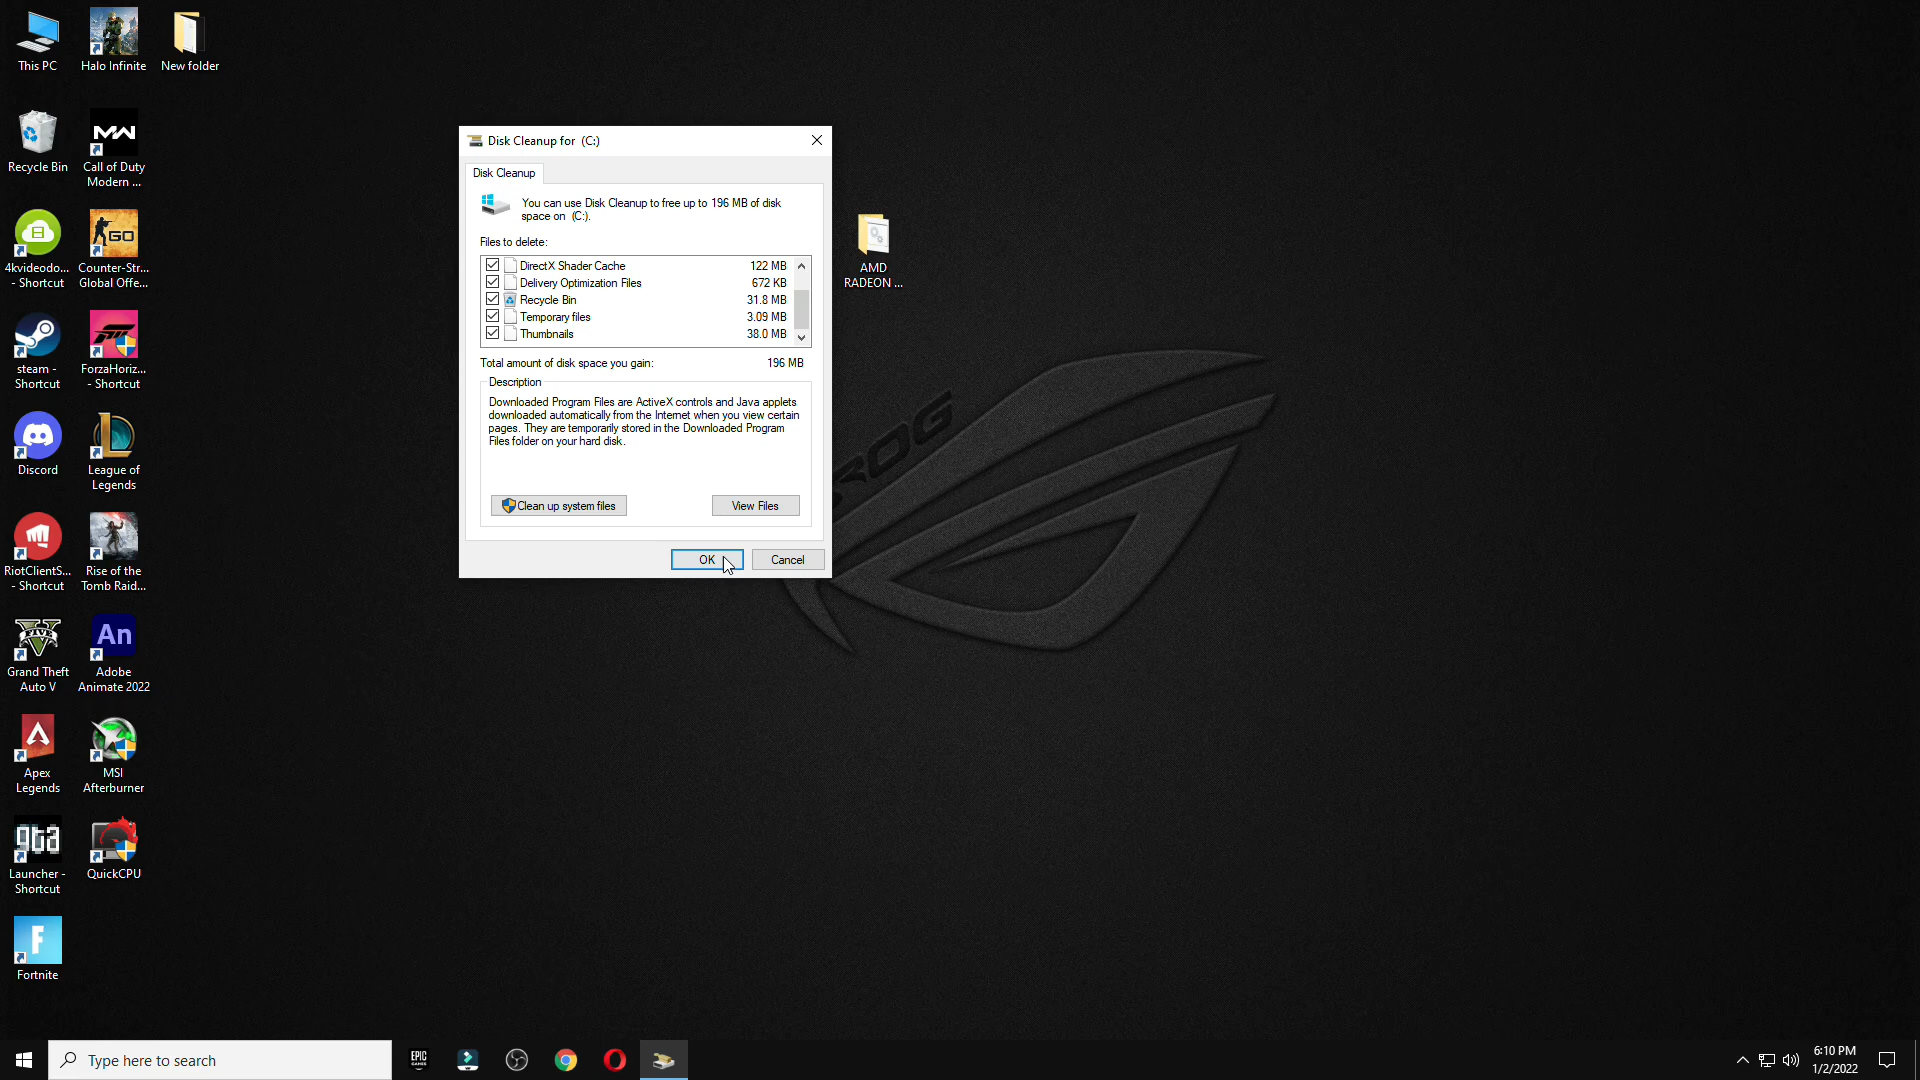 This PC
Halo Infinite
New folder
Recycle Bin
Call of Duty
Modern ...
4kvideodo...
- Shortcut
GO
Counter-Str...
Global Offe...
steam -
Shortcut
ForzaHoriz...
- Shortcut
Discord
League of
Legends
RiotClientS...
- Shortcut
Rise of the
Tomb Raid...
Grand Theft
Auto V
An
Adobe
Animate 2022
Apex
Legends
MSI
Afterburner
gta
Launcher -
Shortcut
QuickCPU
F
Fortnite
Disk Cleanup for (C:)
Disk Cleanup
You can use Disk Cleanup to free up to 196 MB of disk
space on (C:).
Files to delete:
DirectX Shader Cache 122 MB
Delivery Optimization Files 672 KB
Recycle Bin 31.8 MB
Temporary files 3.09 MB
Thumbnails 38.0 MB
Total amount of disk space you gain: 196 MB
Description
Downloaded Program Files are ActiveX controls and Java applets
downloaded automatically from the Internet when you view certain
pages. They are temporarily stored in the Downloaded Program
Files folder on your hard disk.
Clean up system files
View Files
OK
Cancel
AMD
RADEON ...
ROG
Type here to search
EPIC
GAMES
6:10 PM
1/2/2022